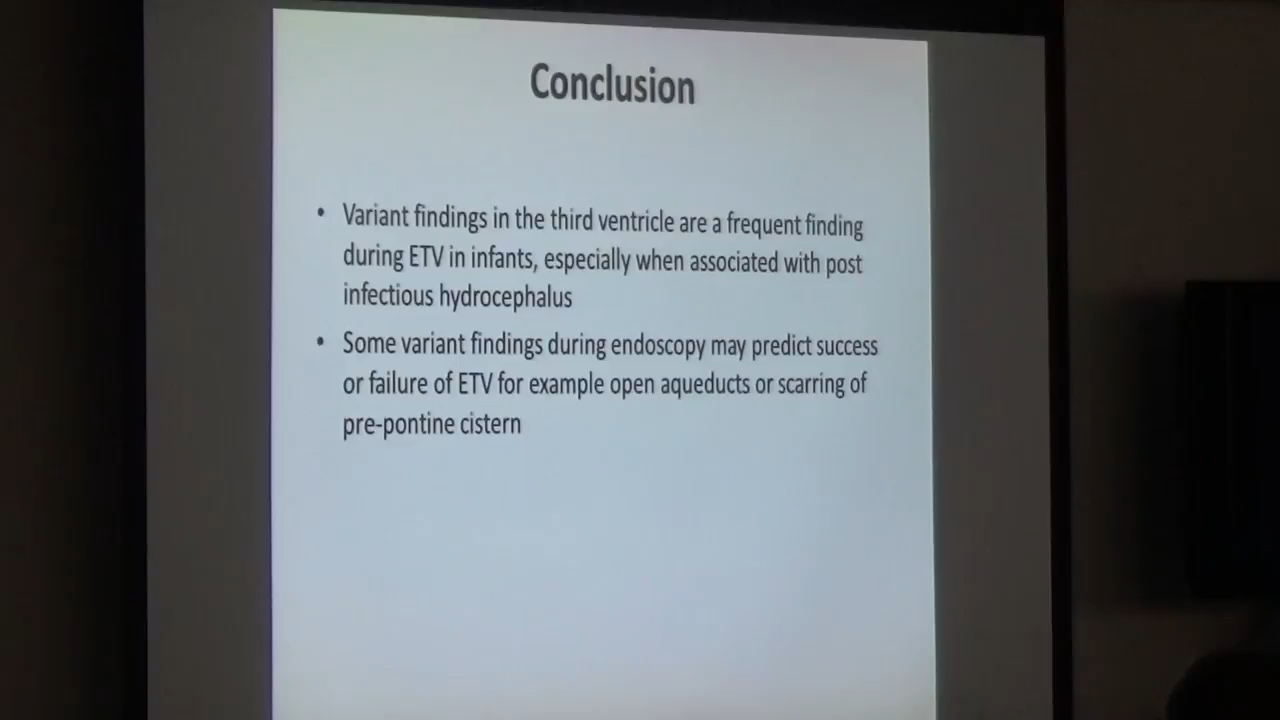 Conclusion
• Variant findings in the third ventricle are a frequent finding
during ETV in infants, especially when associated with post
infectious hydrocephalus
• Some variant findings during endoscopy may predict success
or failure of ETV for example open aqueducts or scarring of
pre-pontine cistern